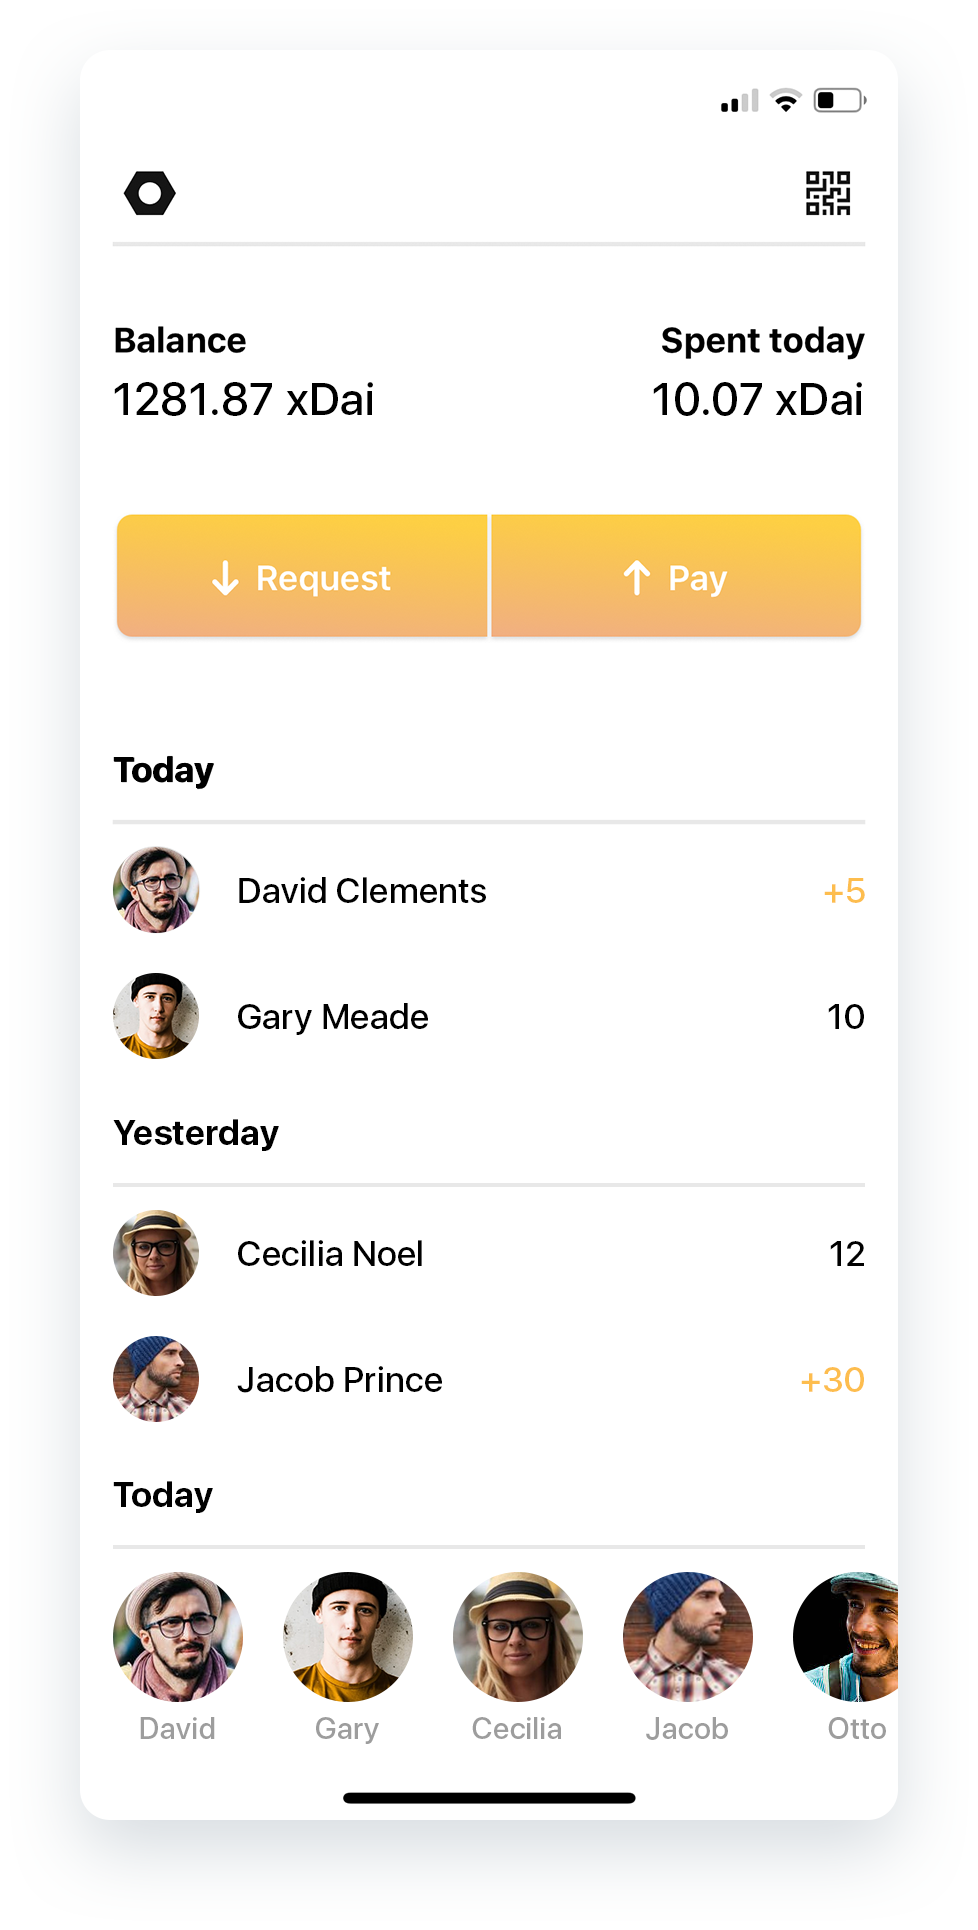 Balance
Spent today
1281.87 xDai
10.07 xDai
Request
Pay
Today
David Clements
+5
Gary Meade
10
Yesterday
Cecilia Noel
12
Jacob Prince
+30
Today
David
Gary
Cecilia
Jacob
Otto